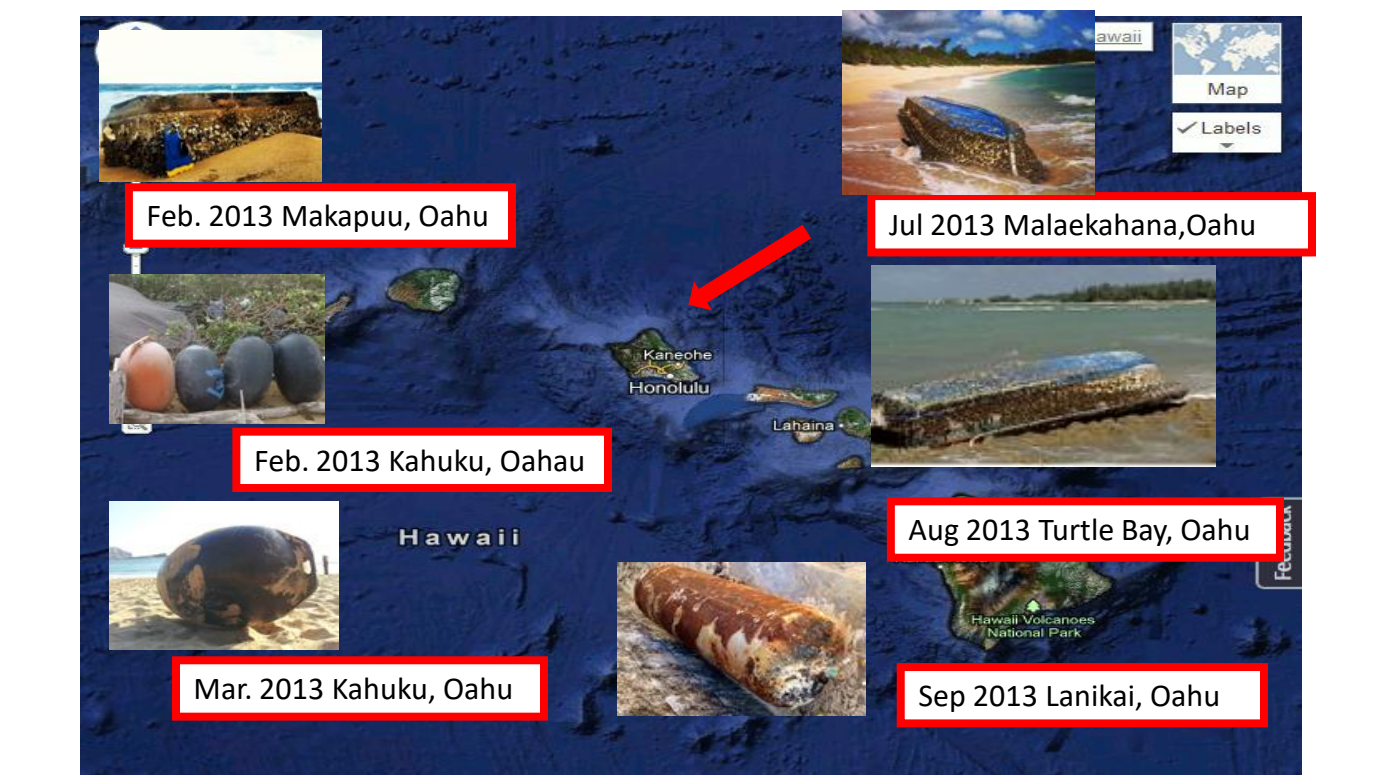 awaii
Map
Labels
Feb. 2013 Makapuu, Oahu
Jul 2013 Malaekahana,Oahu
Kaneohe
Honolulu
Lahaina
Feb. 2013 Kahuku, Oahau
Hawaii
Aug 2013 Turtle Bay, Oahu
Feedback
Hawaii Volcanoes
National Park
Mar. 2013 Kahuku, Oahu
Sep 2013 Lanikai, Oahu